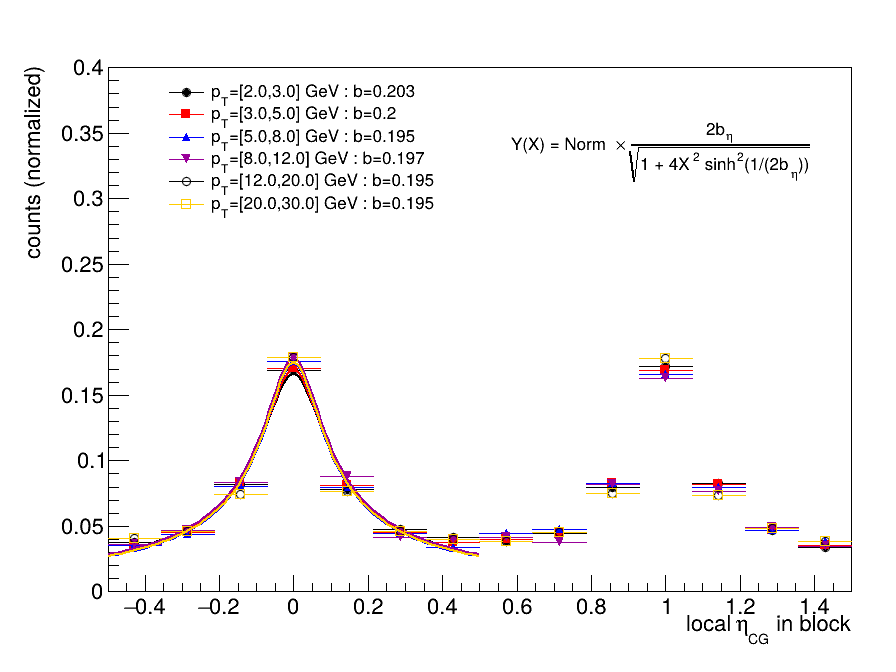 counts (normalized)
0.4
0.35
0.3
0.25
0.2
0.15
0.1
0.05
0
p_T=[2.0,3.0] GeV : b=0.203
p_T=[3.0,5.0] GeV : b=0.2
p_T=[5.0,8.0] GeV : b=0.195
p_T=[8.0,12.0] GeV : b=0.197
p_T=[12.0,20.0] GeV : b=0.195
p_T=[20.0,30.0] GeV : b=0.195
Y(X) = Norm × 2b_η / √(1 + 4X² sinh²(1/(2b_η)))
−0.4 −0.2 0 0.2 0.4 0.6 0.8 1 1.2 1.4
local η_CG in block